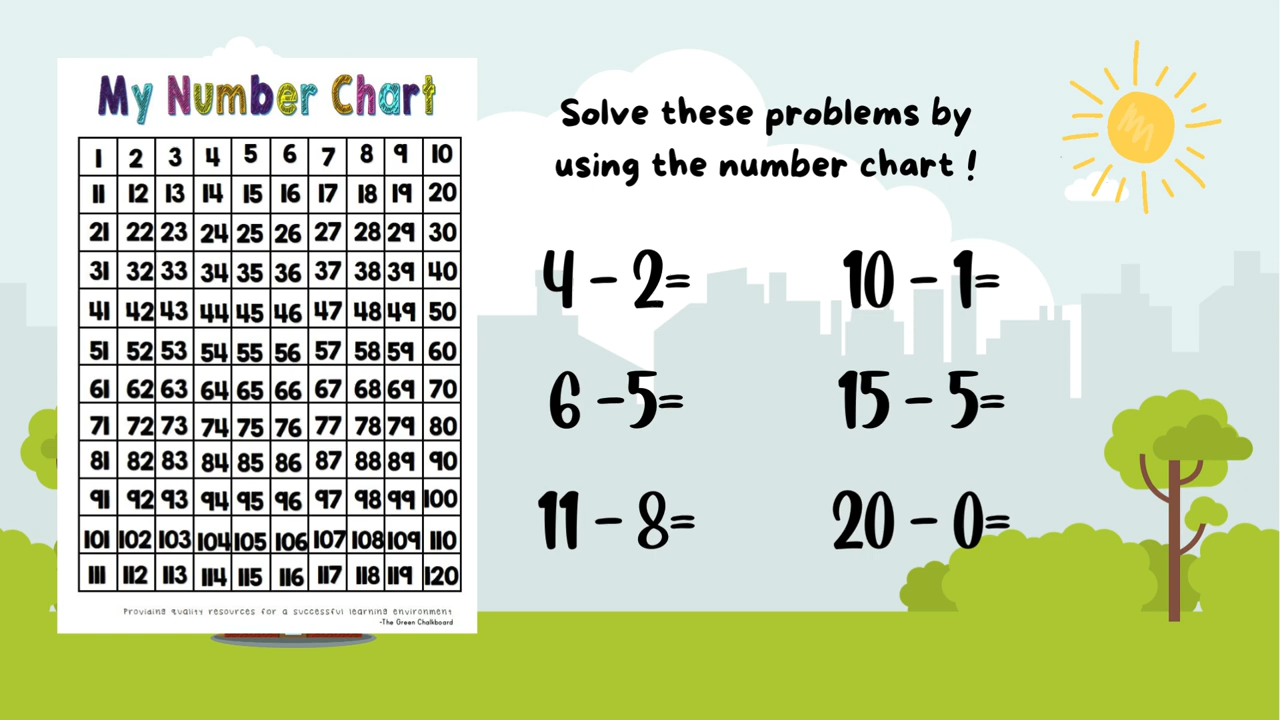 My Number Chart
1 2 3 4 5 6 7 8 9 10
11 12 13 14 15 16 17 18 19 20
21 22 23 24 25 26 27 28 29 30
31 32 33 34 35 36 37 38 39 40
41 42 43 44 45 46 47 48 49 50
51 52 53 54 55 56 57 58 59 60
61 62 63 64 65 66 67 68 69 70
71 72 73 74 75 76 77 78 79 80
81 82 83 84 85 86 87 88 89 90
91 92 93 94 95 96 97 98 99 100
101 102 103 104 105 106 107 108 109 110
111 112 113 114 115 116 117 118 119 120
Providing quality resources for a successful learning environment
-The Green Chalkboard
Solve these problems by
using the number chart !
4 - 2= 10 - 1=
6 -5= 15 - 5=
11 - 8= 20 - 0=